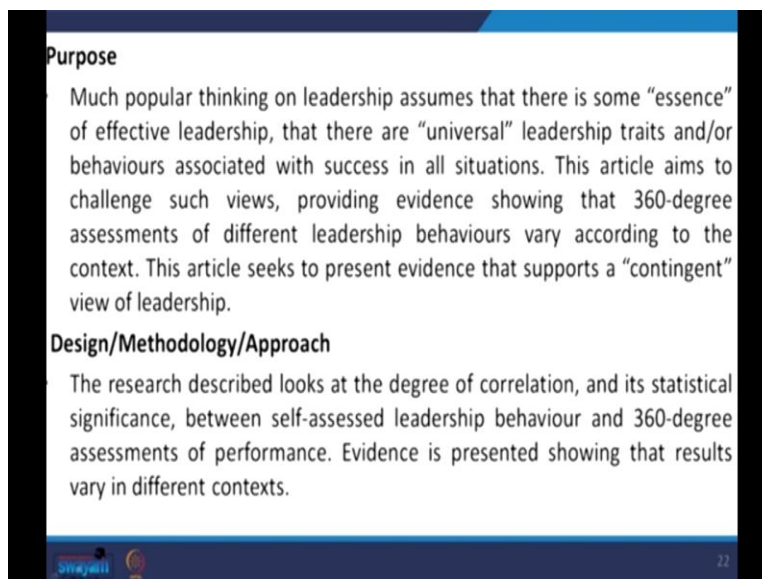 Purpose
Much popular thinking on leadership assumes that there is some “essence”
of effective leadership, that there are “universal” leadership traits and/or
behaviours associated with success in all situations. This article aims to
challenge such views, providing evidence showing that 360-degree
assessments of different leadership behaviours vary according to the
context. This article seeks to present evidence that supports a “contingent”
view of leadership.
Design/Methodology/Approach
The research described looks at the degree of correlation, and its statistical
significance, between self-assessed leadership behaviour and 360-degree
assessments of performance. Evidence is presented showing that results
vary in different contexts.
swayam
22